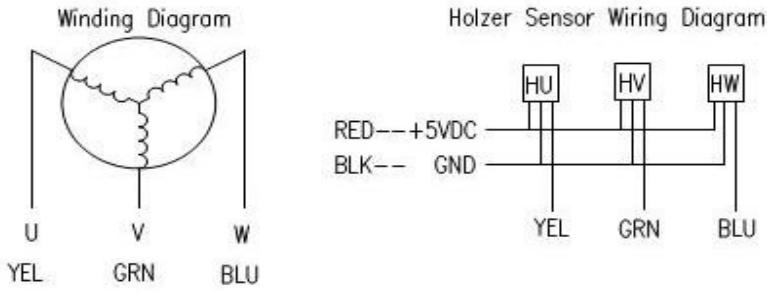 Winding Diagram
U V W
YEL GRN BLU
Holzer Sensor Wiring Diagram
HU HV HW
RED--+5VDC
BLK-- GND
YEL GRN BLU